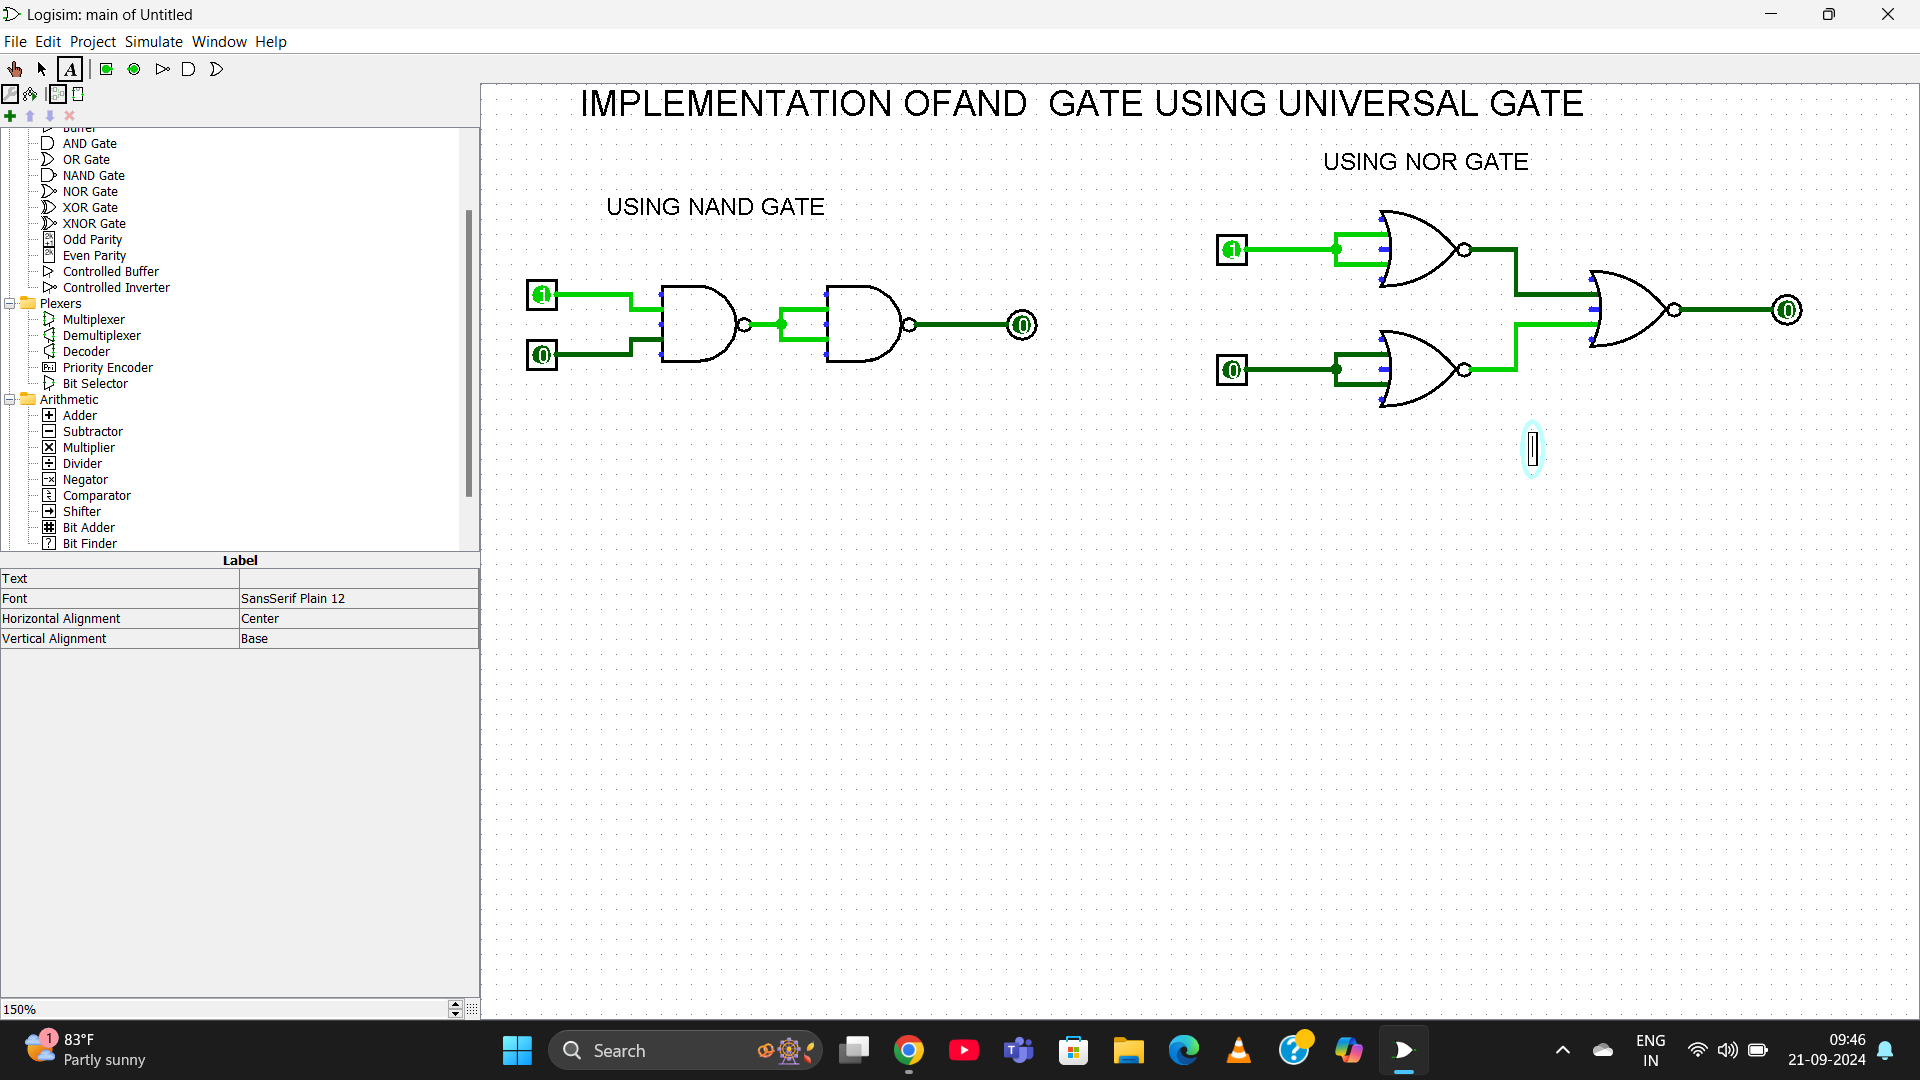 Logisim: main of Untitled
File Edit Project Simulate Window Help
A
IMPLEMENTATION OFAND  GATE USING UNIVERSAL GATE
USING NOR GATE
USING NAND GATE
Buffer
AND Gate
OR Gate
NAND Gate
NOR Gate
XOR Gate
XNOR Gate
Odd Parity
Even Parity
Controlled Buffer
Controlled Inverter
Plexers
Multiplexer
Demultiplexer
Decoder
Pri Priority Encoder
Bit Selector
Arithmetic
Adder
Subtractor
Multiplier
Divider
Negator
Comparator
Shifter
Bit Adder
Bit Finder
1
0
0
1
0
0
Label
Text
Font SansSerif Plain 12
Horizontal Alignment Center
Vertical Alignment Base
150%
1
83°F
Partly sunny
Search
ENG
IN
09:46
21-09-2024